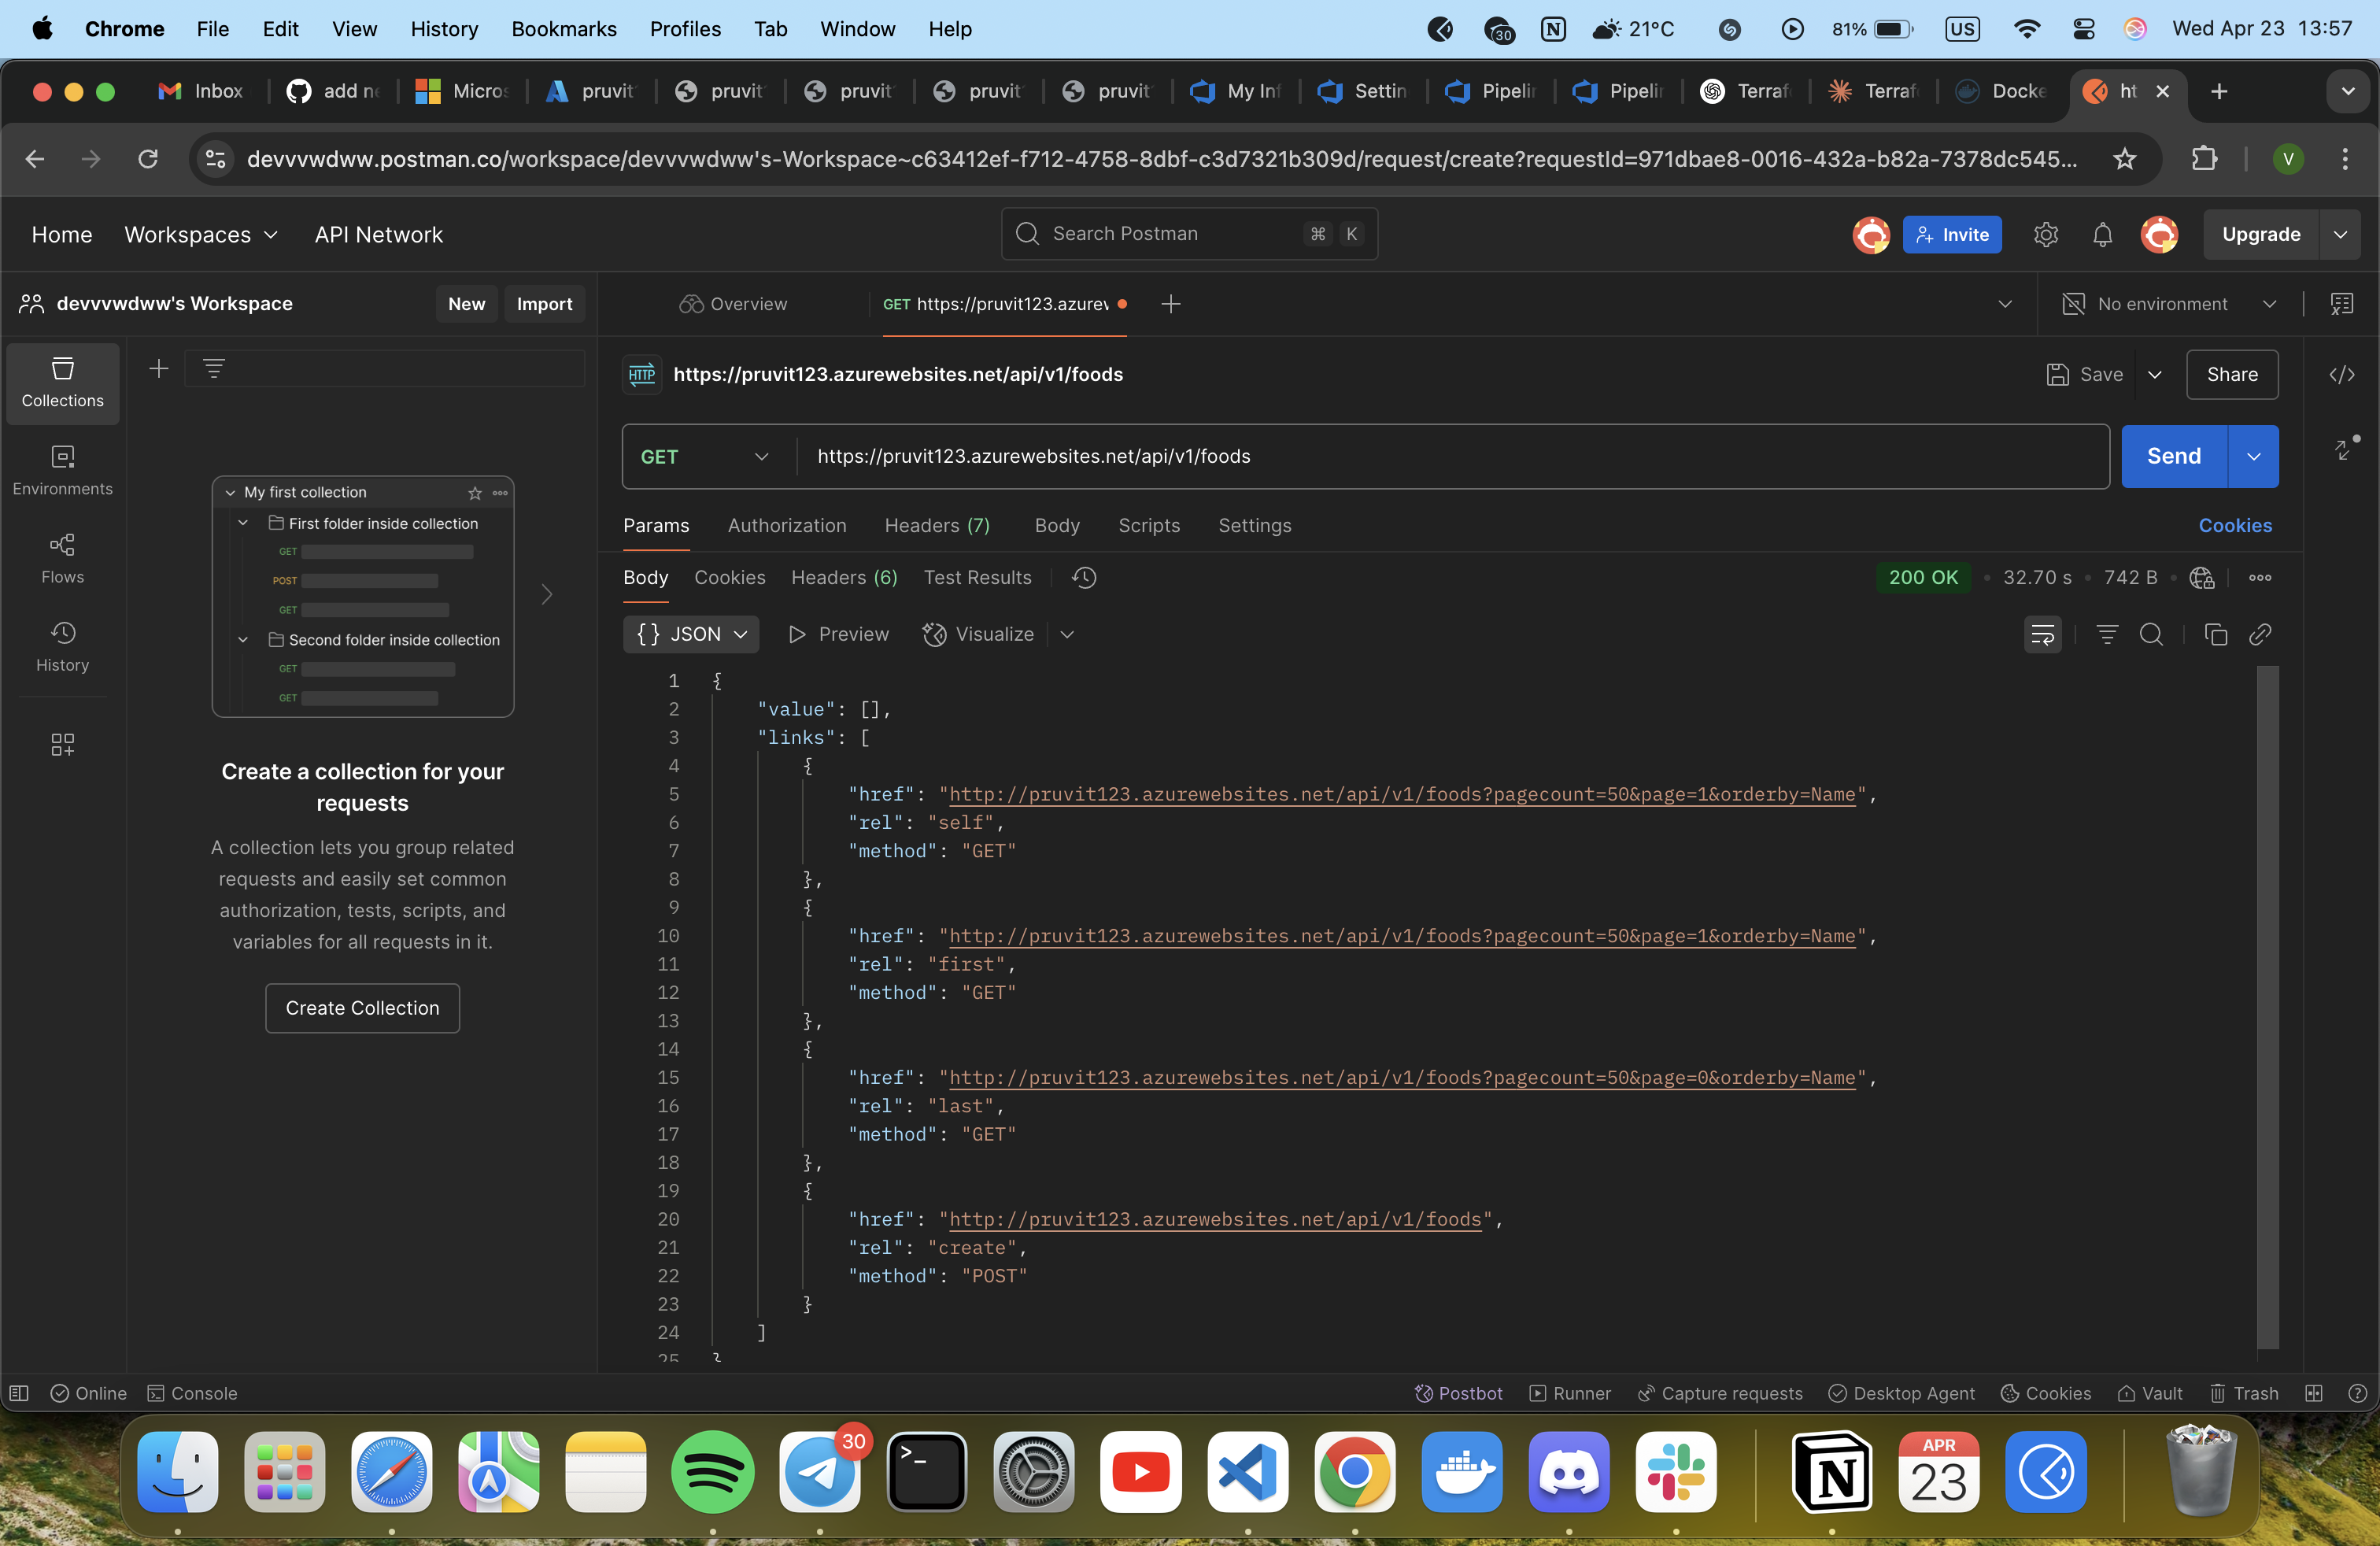 Chrome File Edit View History Bookmarks Profiles Tab Window Help
30 21°C 81% US Wed Apr 23 13:57
Inbox add ne Micros pruvit pruvit pruvit pruvit pruvit My Inf Settin Pipelin Pipelin Terraf Terraf Docke ht
devvvwdww.postman.co/workspace/devvvwdww's-Workspace~c63412ef-f712-4758-8dbf-c3d7321b309d/request/create?requestId=971dbae8-0016-432a-b82a-7378dc545...
V
Home Workspaces API Network
Search Postman ⌘ K
Invite
Upgrade
devvvwdww's Workspace New Import
Overview GET https://pruvit123.azurev
No environment
Collections
Environments
Flows
History
My first collection
First folder inside collection
GET
POST
GET
Second folder inside collection
GET
GET
Create a collection for your
requests
A collection lets you group related
requests and easily set common
authorization, tests, scripts, and
variables for all requests in it.
Create Collection
HTTP https://pruvit123.azurewebsites.net/api/v1/foods
Save Share
GET https://pruvit123.azurewebsites.net/api/v1/foods
Send
Params Authorization Headers (7) Body Scripts Settings
Cookies
Body Cookies Headers (6) Test Results
200 OK • 32.70 s • 742 B
{} JSON Preview Visualize
1 {
2 "value": [],
3 "links": [
4 {
5 "href": "http://pruvit123.azurewebsites.net/api/v1/foods?pagecount=50&page=1&orderby=Name",
6 "rel": "self",
7 "method": "GET"
8 },
9 {
10 "href": "http://pruvit123.azurewebsites.net/api/v1/foods?pagecount=50&page=1&orderby=Name",
11 "rel": "first",
12 "method": "GET"
13 },
14 {
15 "href": "http://pruvit123.azurewebsites.net/api/v1/foods?pagecount=50&page=0&orderby=Name",
16 "rel": "last",
17 "method": "GET"
18 },
19 {
20 "href": "http://pruvit123.azurewebsites.net/api/v1/foods",
21 "rel": "create",
22 "method": "POST"
23 }
24 ]
25 }
Online Console
Postbot Runner Capture requests Desktop Agent Cookies Vault Trash
30
APR
23